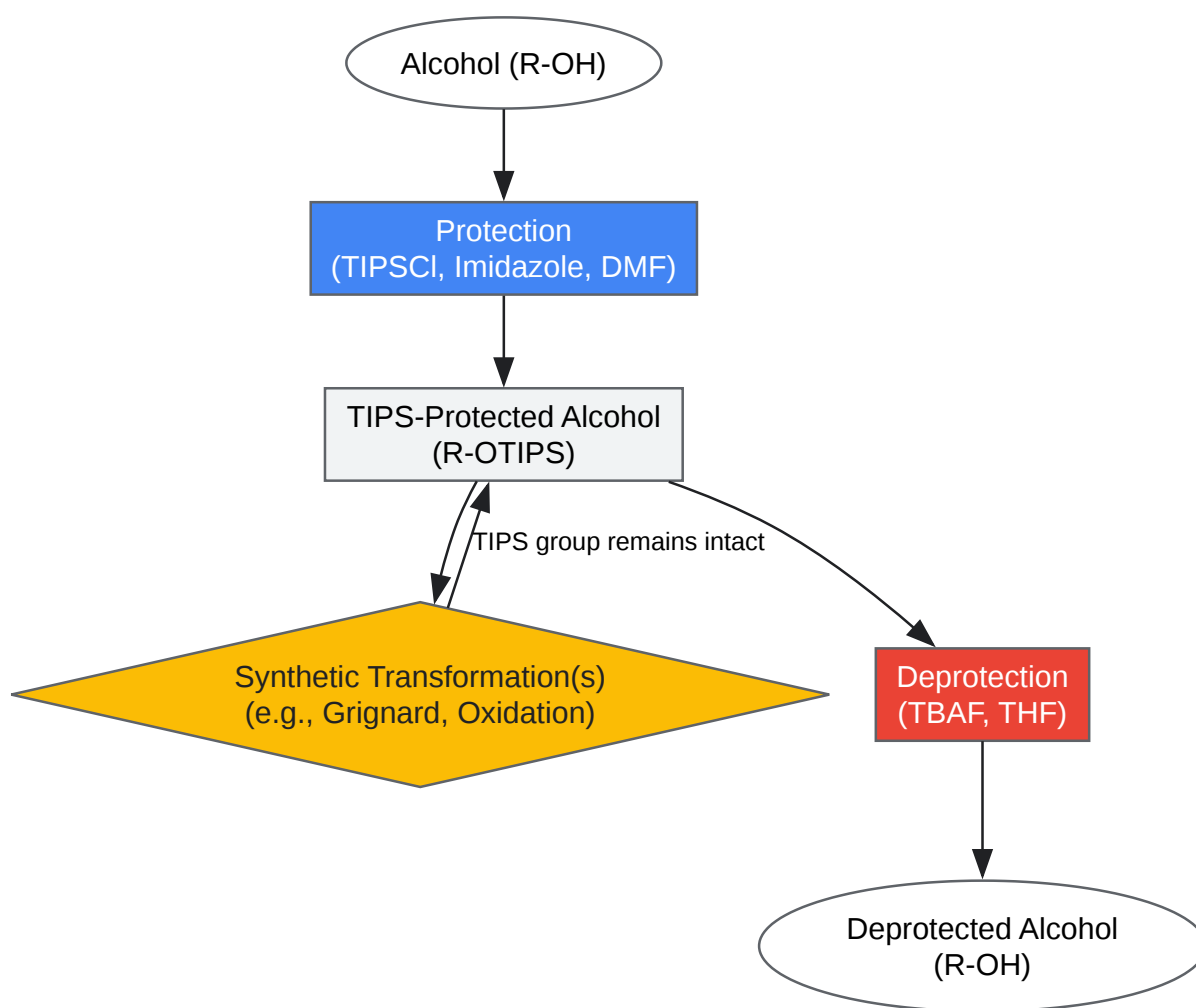 Alcohol (R-OH)
Protection
(TIPSCl, Imidazole, DMF)
TIPS-Protected Alcohol
(R-OTIPS)
TIPS group remains intact
Synthetic Transformation(s)
(e.g., Grignard, Oxidation)
Deprotection
(TBAF, THF)
Deprotected Alcohol
(R-OH)